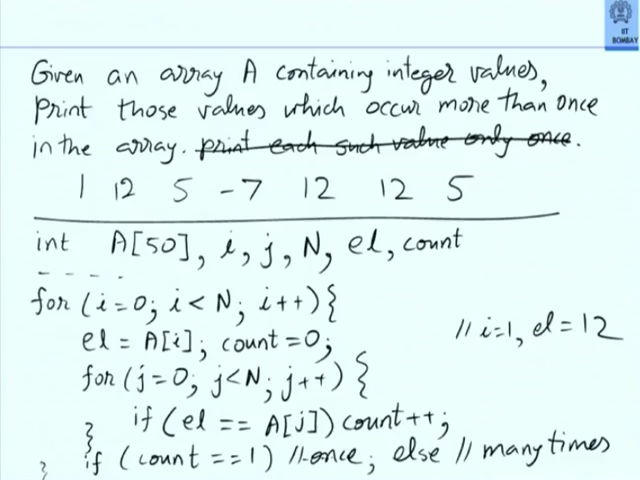 IIT
BOMBAY
Given an array A containing integer values,
Print those values which occur more than once
in the array. print each such value only once.
1 12 5 -7 12 12 5
int A[50], i, j, N, el, count
- - - -
for (i=0; i<N; i++){
el = A[i]; count=0; // i=1, el=12
for (j=0; j<N; j++) {
if (el == A[j]) count++;
}
} if (count ==1) // once; else // many times